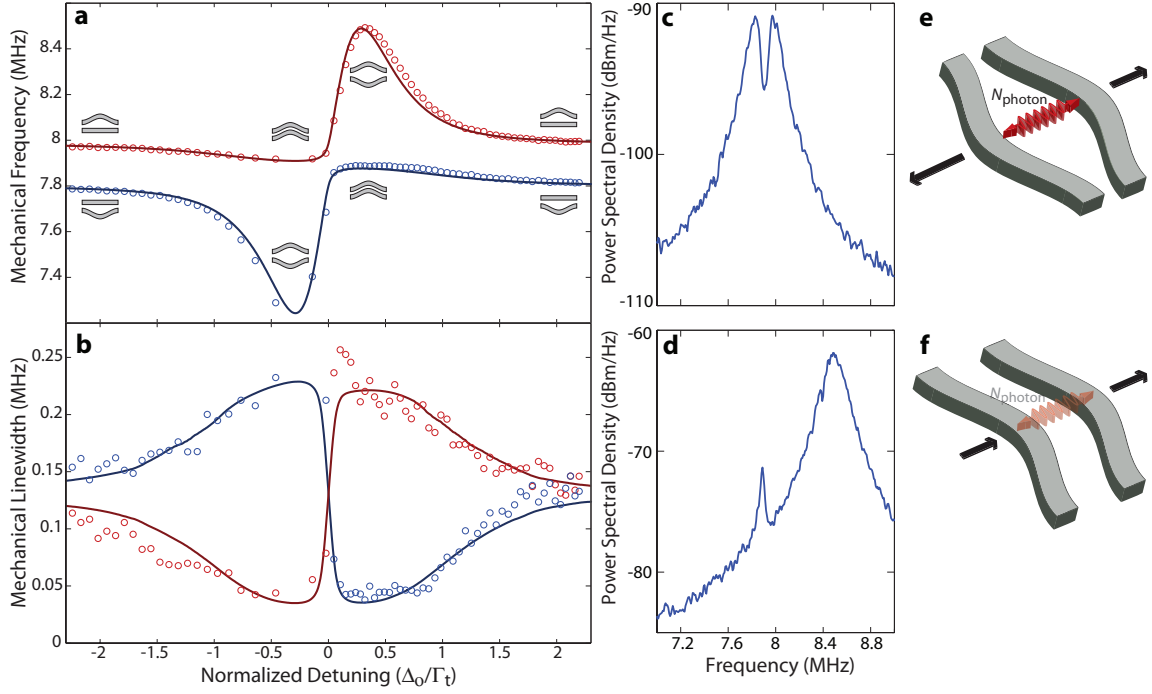 a
Mechanical Frequency (MHz)
8.4
8.2
8
7.8
7.6
7.4
b
Mechanical Linewidth (MHz)
0.25
0.2
0.15
0.1
0.05
0
-2
-1.5
-1
-0.5
0
0.5
1
1.5
2
Normalized Detuning (Δo/Γt)
c
Power Spectral Density (dBm/Hz)
-90
-100
-110
d
Power Spectral Density (dBm/Hz)
-60
-70
-80
7.2
7.6
8
8.4
8.8
Frequency (MHz)
e
Nphoton
f
Nphoton